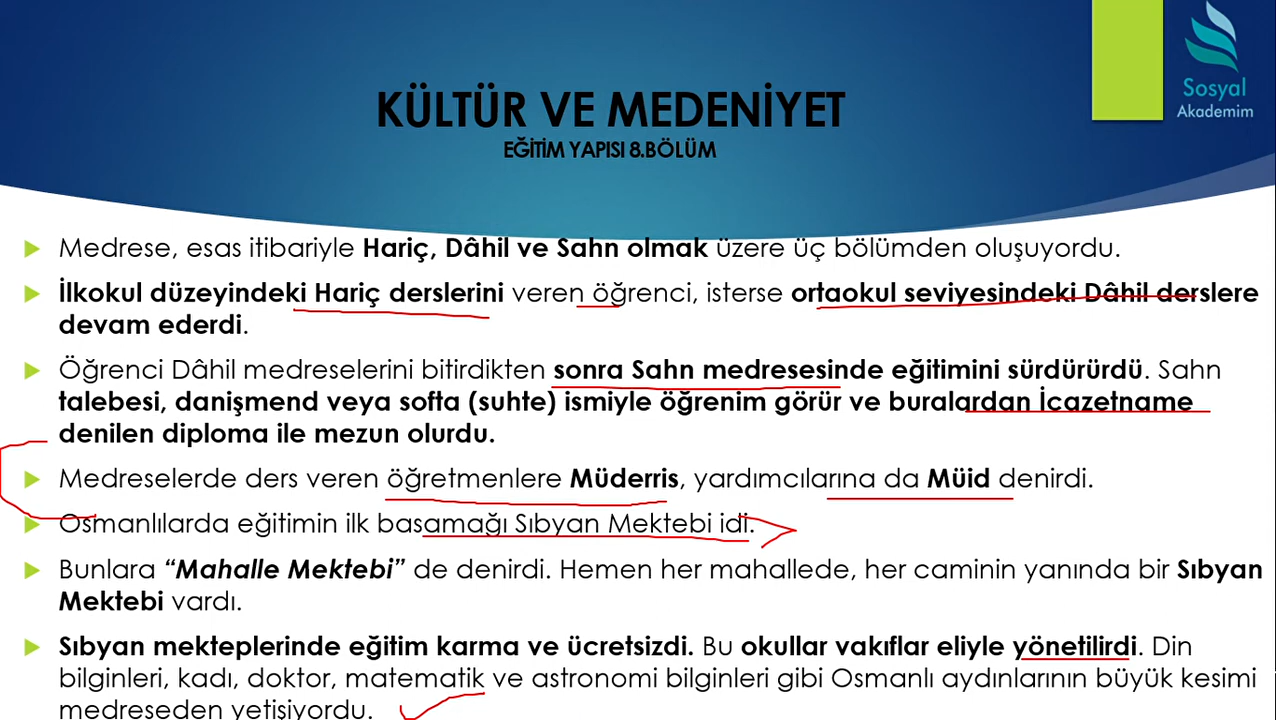 Sosyal
Akademim
KÜLTÜR VE MEDENİYET
EĞİTİM YAPISI 8.BÖLÜM
Medrese, esas itibariyle Hariç, Dâhil ve Sahn olmak üzere üç bölümden oluşuyordu.
İlkokul düzeyindeki Hariç derslerini veren öğrenci, isterse ortaokul seviyesindeki Dâhil derslere
devam ederdi.
Öğrenci Dâhil medreselerini bitirdikten sonra Sahn medresesinde eğitimini sürdürürdü. Sahn
talebesi, danişmend veya softa (suhte) ismiyle öğrenim görür ve buralardan İcazetname
denilen diploma ile mezun olurdu.
Medreselerde ders veren öğretmenlere Müderris, yardımcılarına da Müid denirdi.
Osmanlılarda eğitimin ilk basamağı Sıbyan Mektebi idi.
Bunlara “Mahalle Mektebi” de denirdi. Hemen her mahallede, her caminin yanında bir Sıbyan
Mektebi vardı.
Sıbyan mekteplerinde eğitim karma ve ücretsizdi. Bu okullar vakıflar eliyle yönetilirdi. Din
bilginleri, kadı, doktor, matematik ve astronomi bilginleri gibi Osmanlı aydınlarının büyük kesimi
medreseden yetişiyordu.